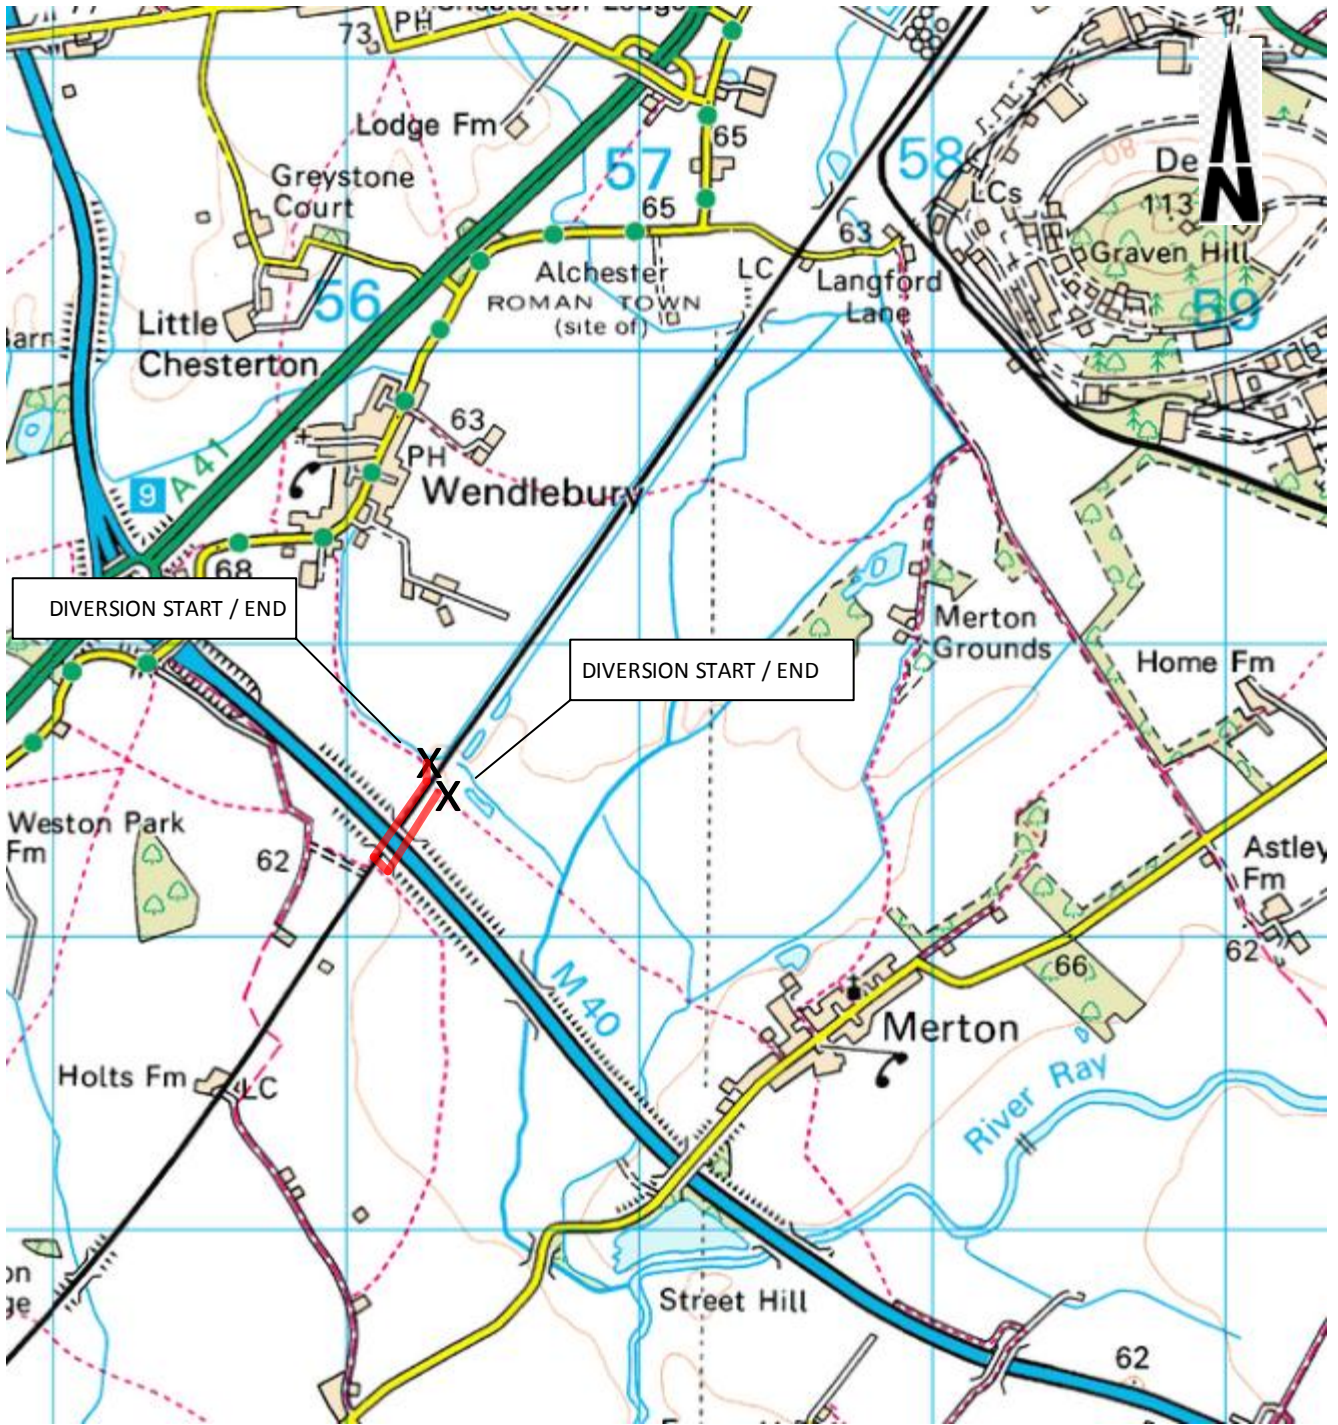 73
PH
Lodge Fm
65
57
58
LCs
De
113
80
N
Greystone
Court
65
63
Graven Hill
Alchester
ROMAN TOWN
(site of)
LC
Langford
Lane
56
59
Little
Chesterton
63
A41
9
PH
Wendlebury
68
DIVERSION START / END
DIVERSION START / END
Merton
Grounds
Home Fm
X
X
Weston Park
Fm
62
Astley
Fm
62
66
M 40
Merton
Holts Fm
LC
River Ray
Street Hill
62